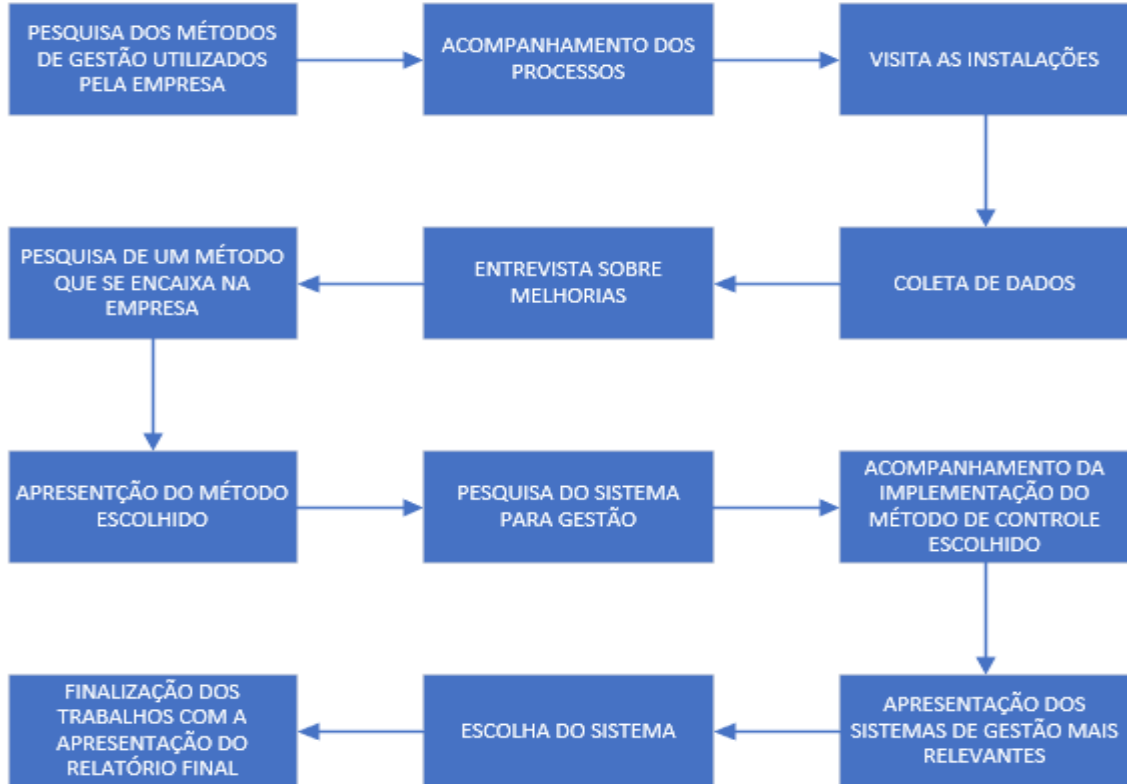 PESQUISA DOS MÉTODOS
DE GESTÃO UTILIZADOS
PELA EMPRESA
ACOMPANHAMENTO DOS
PROCESSOS
VISITA AS INSTALAÇÕES
COLETA DE DADOS
ENTREVISTA SOBRE
MELHORIAS
PESQUISA DE UM MÉTODO
QUE SE ENCAIXA NA
EMPRESA
APRESENTÇÃO DO MÉTODO
ESCOLHIDO
PESQUISA DO SISTEMA
PARA GESTÃO
ACOMPANHAMENTO DA
IMPLEMENTAÇÃO DO
MÉTODO DE CONTROLE
ESCOLHIDO
APRESENTAÇÃO DOS
SISTEMAS DE GESTÃO MAIS
RELEVANTES
ESCOLHA DO SISTEMA
FINALIZAÇÃO DOS
TRABALHOS COM A
APRESENTAÇÃO DO
RELATÓRIO FINAL